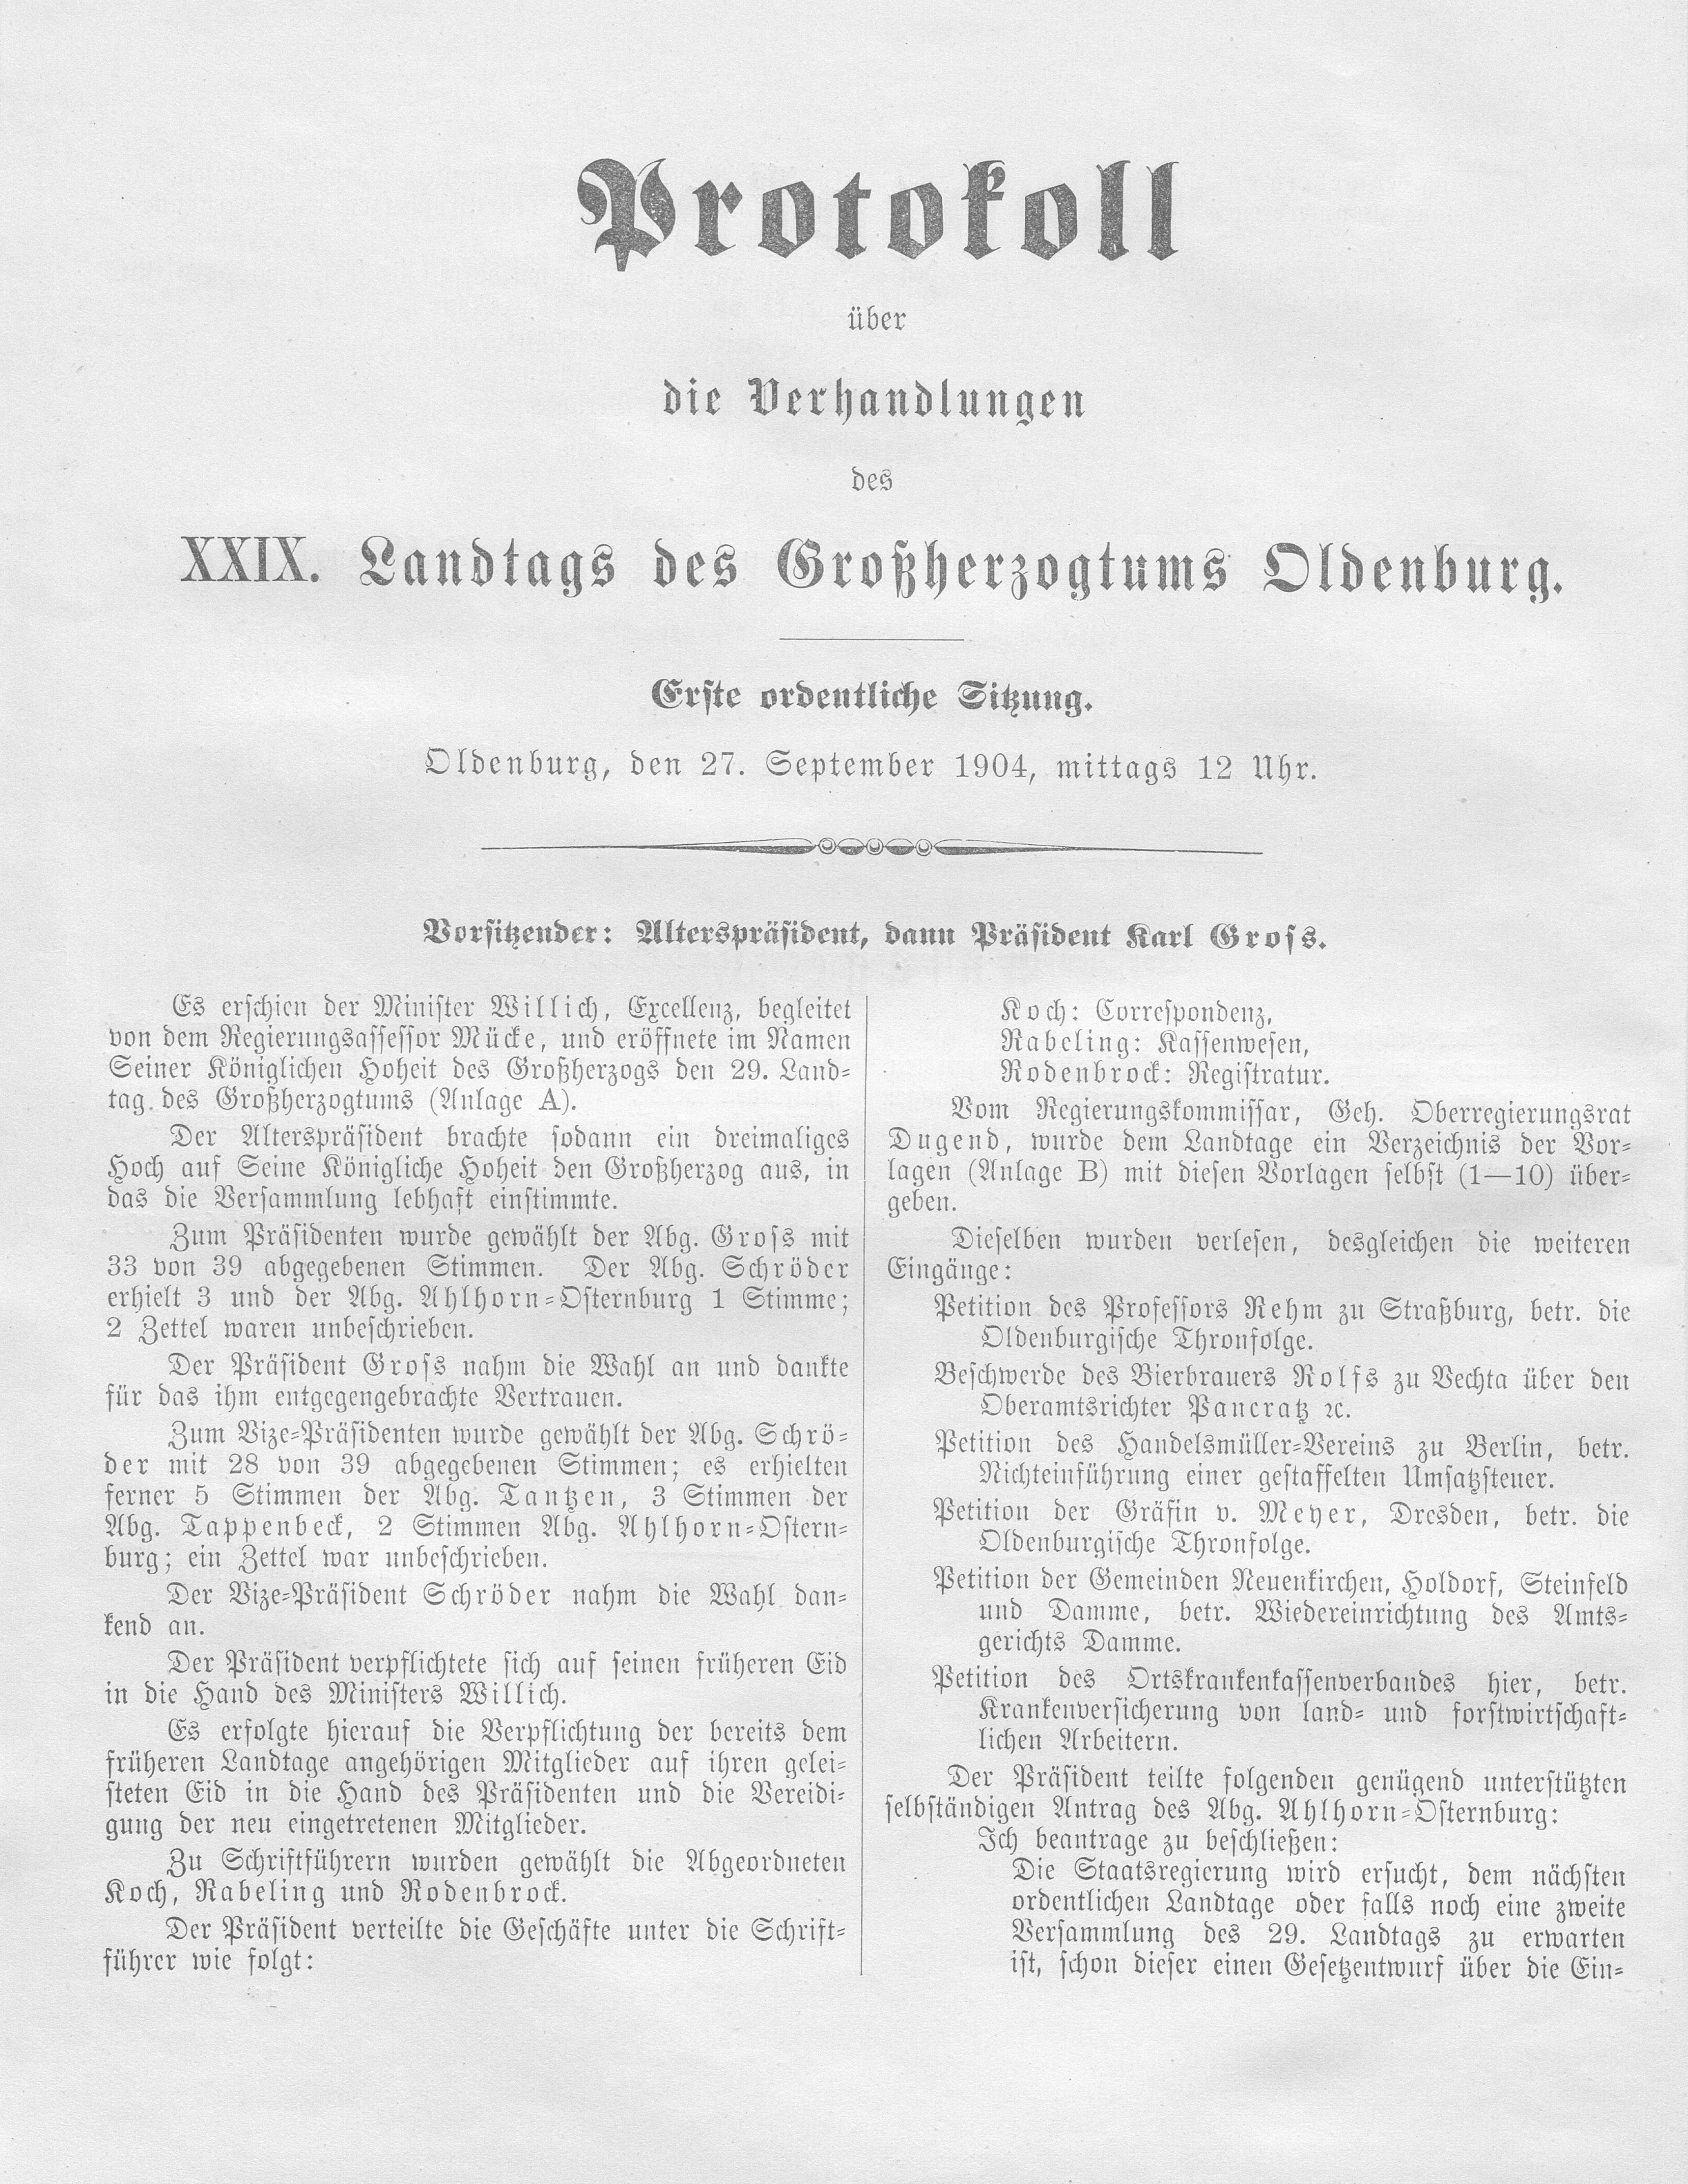 Protokoll
über
die Verhandlungen
des
XXIX. Landtags des Großherzogtums Oldenburg.
Erste ordentliche Sitzung.
Oldenburg, den 27. September 1904, mittags 12 Uhr.
Vorsitzender: Alterspräsident, dann Präsident Karl Gross.
Es erschien der Minister Willich, Excellenz, begleitet
von dem Regierungsassessor Mücke, und eröffnete im Namen
Seiner Königlichen Hoheit des Großherzogs den 29. Land-
tag des Großherzogtums (Anlage A).
Der Alterspräsident brachte sodann ein dreimaliges
Hoch auf Seine Königliche Hoheit den Großherzog aus, in
das die Versammlung lebhaft einstimmte.
Zum Präsidenten wurde gewählt der Abg. Gross mit
33 von 39 abgegebenen Stimmen. Der Abg. Schröder
erhielt 3 und der Abg. Ahlhorn-Osternburg 1 Stimme;
2 Zettel waren unbeschrieben.
Der Präsident Gross nahm die Wahl an und dankte
für das ihm entgegengebrachte Vertrauen.
Zum Vize-Präsidenten wurde gewählt der Abg. Schrö-
der mit 28 von 39 abgegebenen Stimmen; es erhielten
ferner 5 Stimmen der Abg. Tantzen, 3 Stimmen der
Abg. Tappenbeck, 2 Stimmen Abg. Ahlhorn-Ostern-
burg; ein Zettel war unbeschrieben.
Der Vize-Präsident Schröder nahm die Wahl dan-
kend an.
Der Präsident verpflichtete sich auf seinen früheren Eid
in die Hand des Ministers Willich.
Es erfolgte hierauf die Verpflichtung der bereits dem
früheren Landtage angehörigen Mitglieder auf ihren gelei-
steten Eid in die Hand des Präsidenten und die Vereidi-
gung der neu eingetretenen Mitglieder.
Zu Schriftführern wurden gewählt die Abgeordneten
Koch, Rabeling und Rodenbrock.
Der Präsident verteilte die Geschäfte unter die Schrift-
führer wie folgt:
Koch: Correspondenz,
Rabeling: Kassenwesen,
Rodenbrock: Registratur.
Vom Regierungskommissar, Geh. Oberregierungsrat
Dugend, wurde dem Landtage ein Verzeichnis der Vor-
lagen (Anlage B) mit diesen Vorlagen selbst (1—10) über-
geben.
Dieselben wurden verlesen, desgleichen die weiteren
Eingänge:
Petition des Professors Rehm zu Straßburg, betr. die
Oldenburgische Thronfolge.
Beschwerde des Bierbrauers Rolfs zu Vechta über den
Oberamtsrichter Pancratz ꝛc.
Petition des Handelsmüller-Vereins zu Berlin, betr.
Nichteinführung einer gestaffelten Umsatzsteuer.
Petition der Gräfin v. Meyer, Dresden, betr. die
Oldenburgische Thronfolge.
Petition der Gemeinden Neuenkirchen, Holdorf, Steinfeld
und Damme, betr. Wiedereinrichtung des Amts-
gerichts Damme.
Petition des Ortskrankenkassenverbandes hier, betr.
Krankenversicherung von land- und forstwirtschaft-
lichen Arbeitern.
Der Präsident teilte folgenden genügend unterstützten
selbständigen Antrag des Abg. Ahlhorn-Osternburg:
Ich beantrage zu beschließen:
Die Staatsregierung wird ersucht, dem nächsten
ordentlichen Landtage oder falls noch eine zweite
Versammlung des 29. Landtags zu erwarten
ist, schon dieser einen Gesetzentwurf über die Ein-